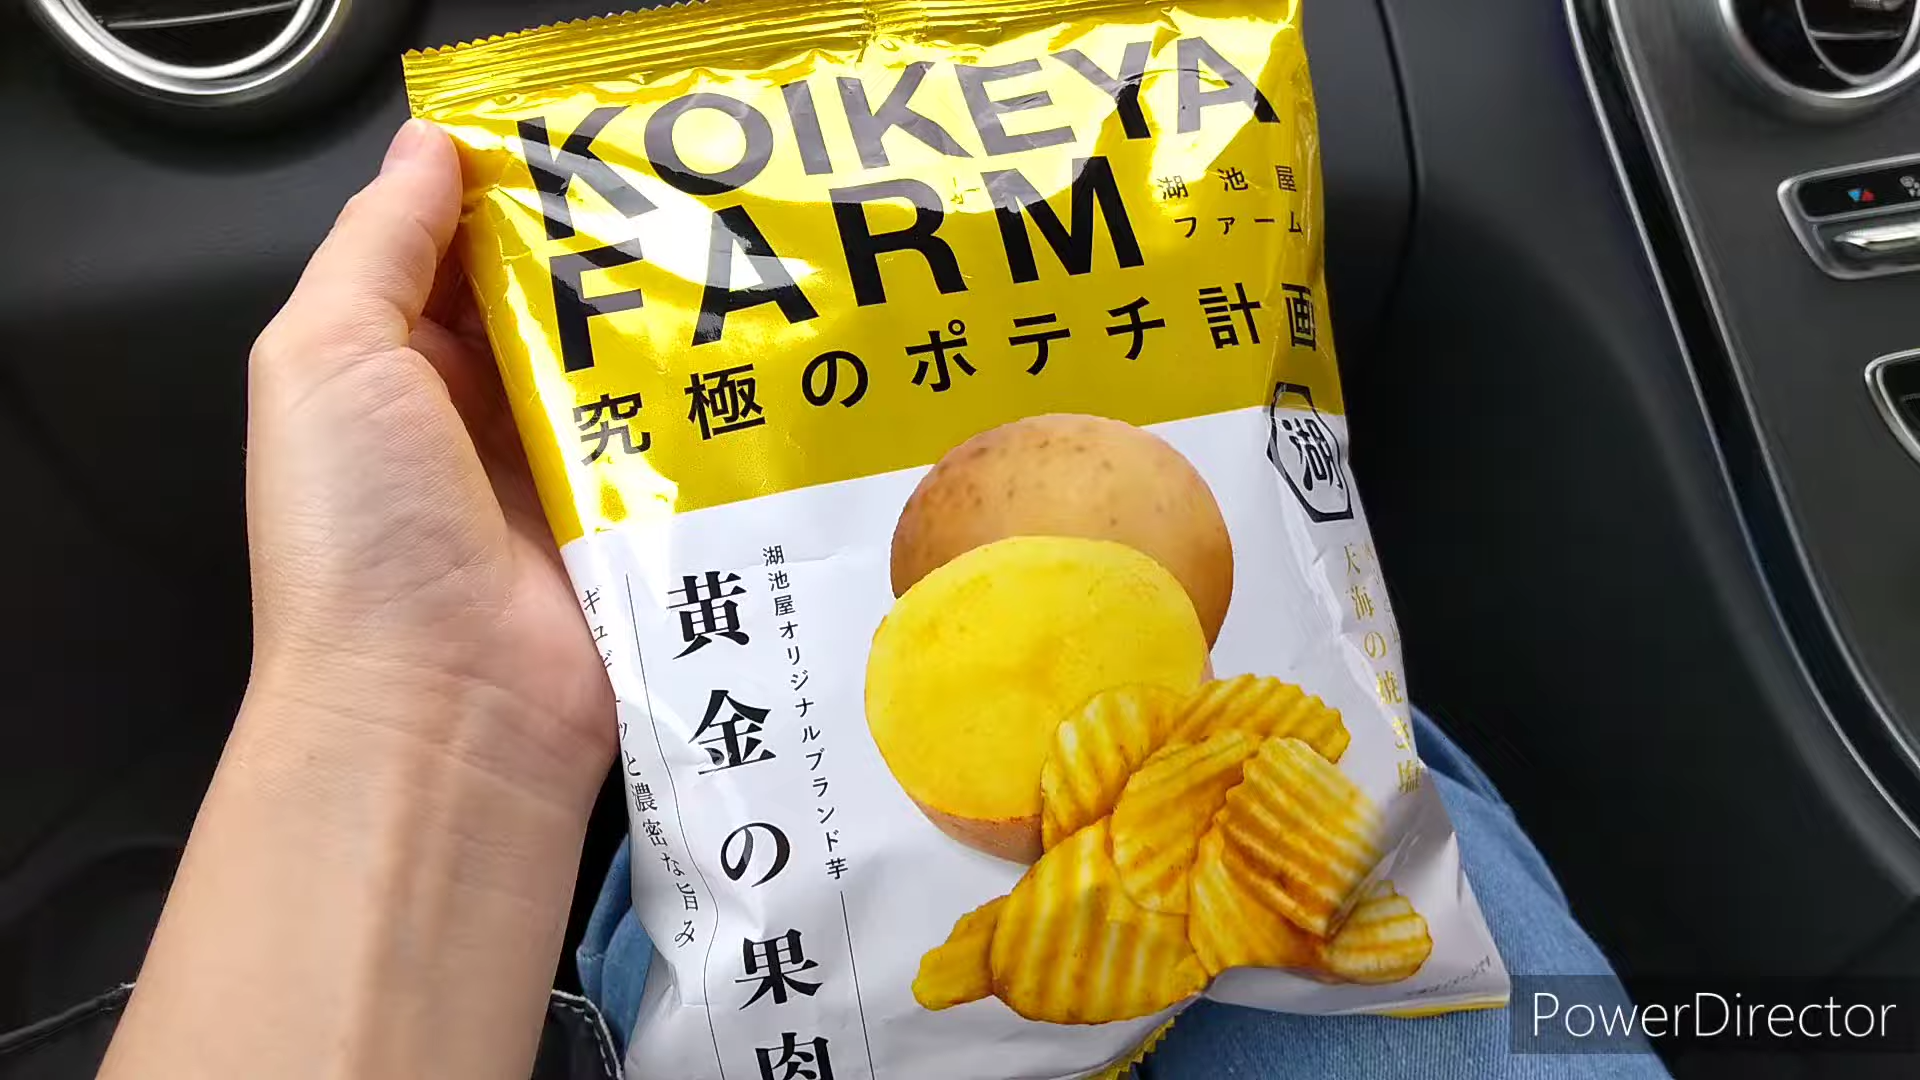 KOIKEYA
FARM
湖池屋
ファーム
究極のポテチ計画
湖
湖池屋オリジナルブランド芋
黄金の果肉
と濃密な旨み
海の焼き塩
PowerDirector